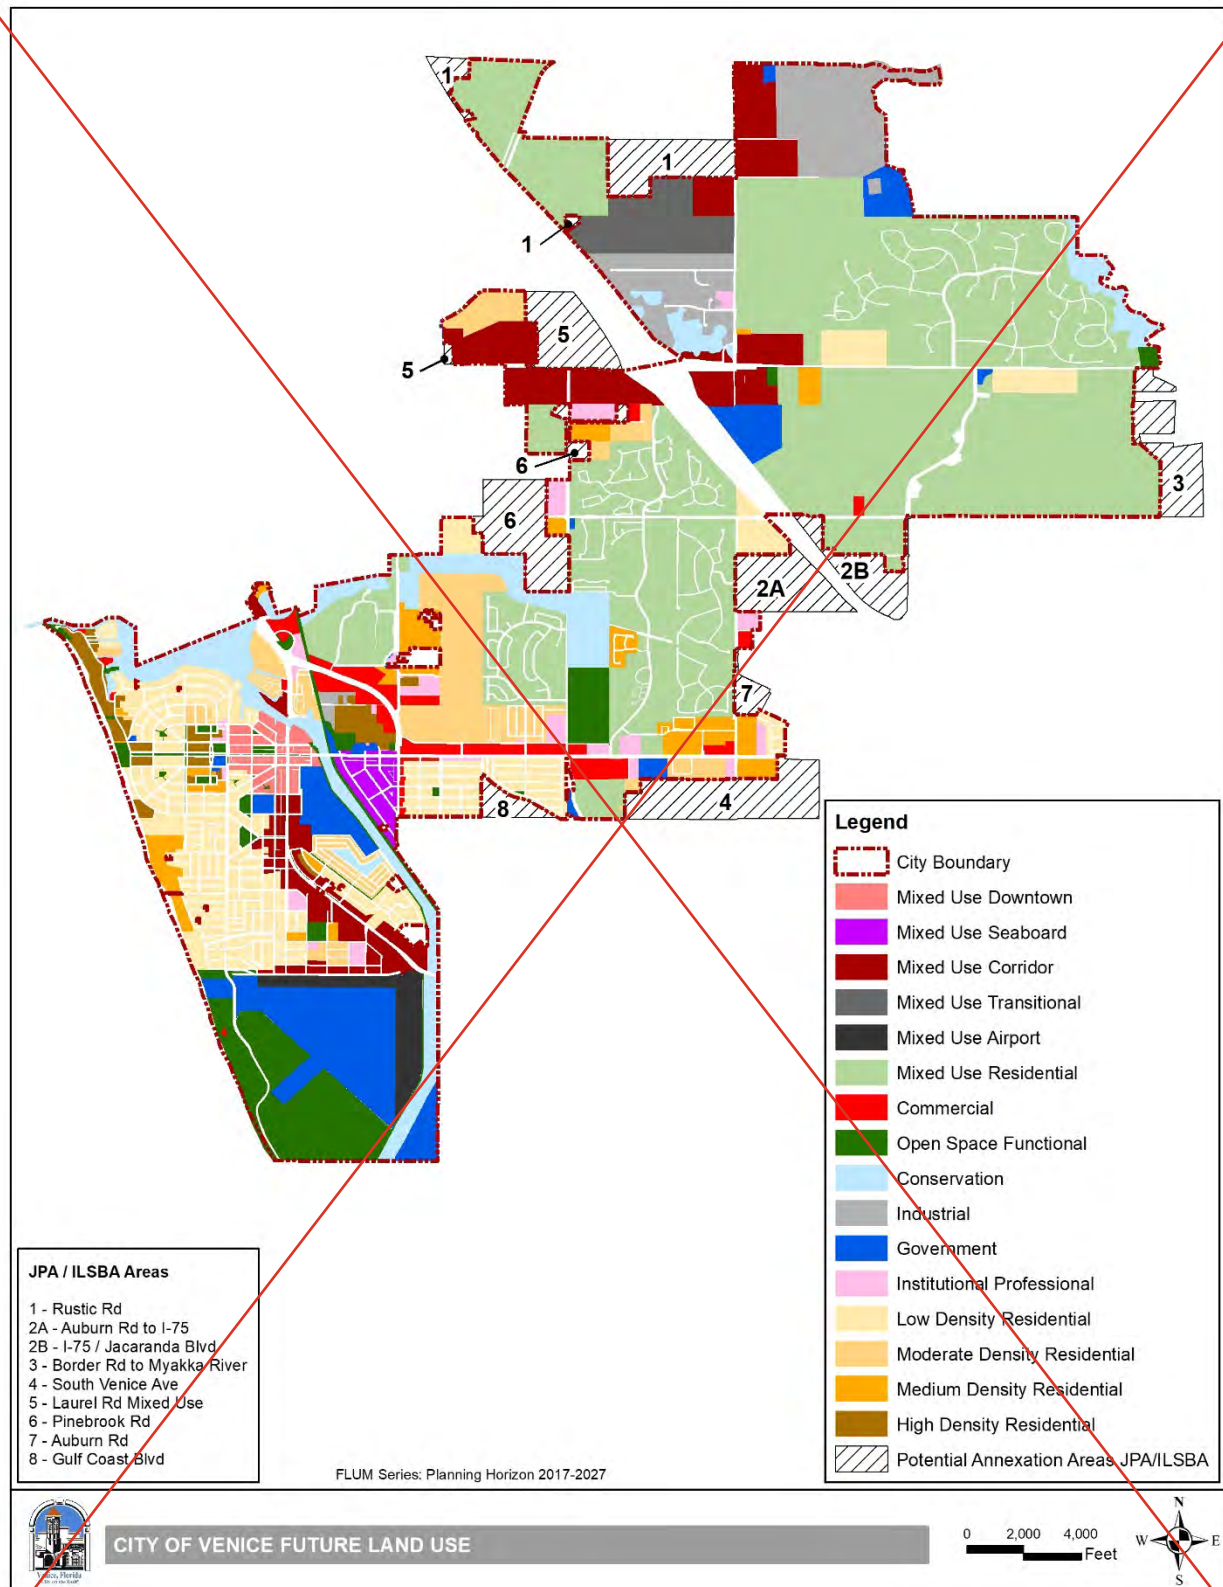 1
1
1
5
5
6
6
3
2A
2B
7
8
4
Legend
City Boundary
Mixed Use Downtown
Mixed Use Seaboard
Mixed Use Corridor
Mixed Use Transitional
Mixed Use Airport
Mixed Use Residential
Commercial
Open Space Functional
Conservation
Industrial
Government
Institutional Professional
Low Density Residential
Moderate Density Residential
Medium Density Residential
High Density Residential
Potential Annexation Areas JPA/ILSBA
JPA / ILSBA Areas
1 - Rustic Rd
2A - Auburn Rd to I-75
2B - I-75 / Jacaranda Blvd
3 - Border Rd to Myakka River
4 - South Venice Ave
5 - Laurel Rd Mixed Use
6 - Pinebrook Rd
7 - Auburn Rd
8 - Gulf Coast Blvd
FLUM Series: Planning Horizon 2017-2027
Venice, Florida
CITY OF VENICE FUTURE LAND USE
0 2,000 4,000
Feet
N
W E
S